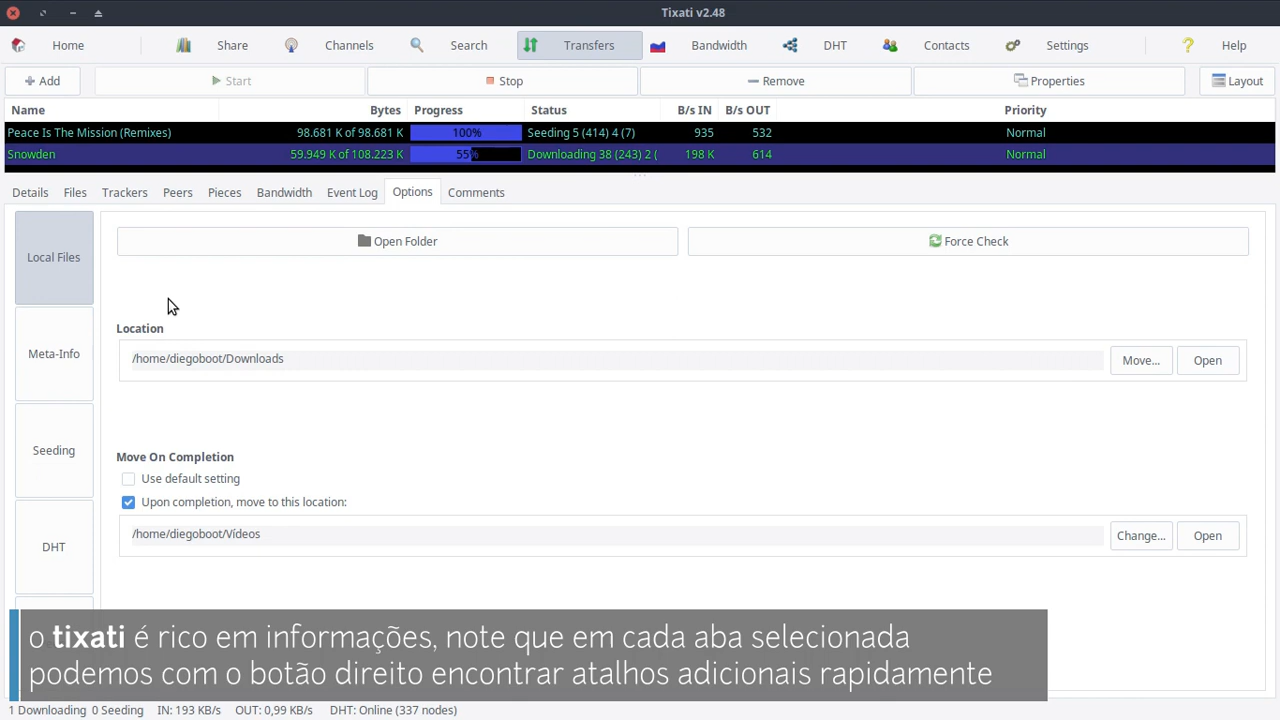 Tixati v2.48
Home Share Channels Search Transfers Bandwidth DHT Contacts Settings Help
Add Start Stop Remove Properties Layout
Name Bytes Progress Status B/s IN B/s OUT Priority
Peace Is The Mission (Remixes) 98.681 K of 98.681 K 100% Seeding 5 (414) 4 (7) 935 532 Normal
Snowden 59.949 K of 108.223 K 55% Downloading 38 (243) 2 ( 198 K 614 Normal
Details Files Trackers Peers Pieces Bandwidth Event Log Options Comments
Local Files
Open Folder Force Check
Location
Meta-Info
/home/diegoboot/Downloads Move... Open
Seeding
Move On Completion
Use default setting
Upon completion, move to this location:
/home/diegoboot/Vídeos Change... Open
DHT
o tixati é rico em informações, note que em cada aba selecionada
podemos com o botão direito encontrar atalhos adicionais rapidamente
1 Downloading 0 Seeding IN: 193 KB/s OUT: 0,99 KB/s DHT: Online (337 nodes)